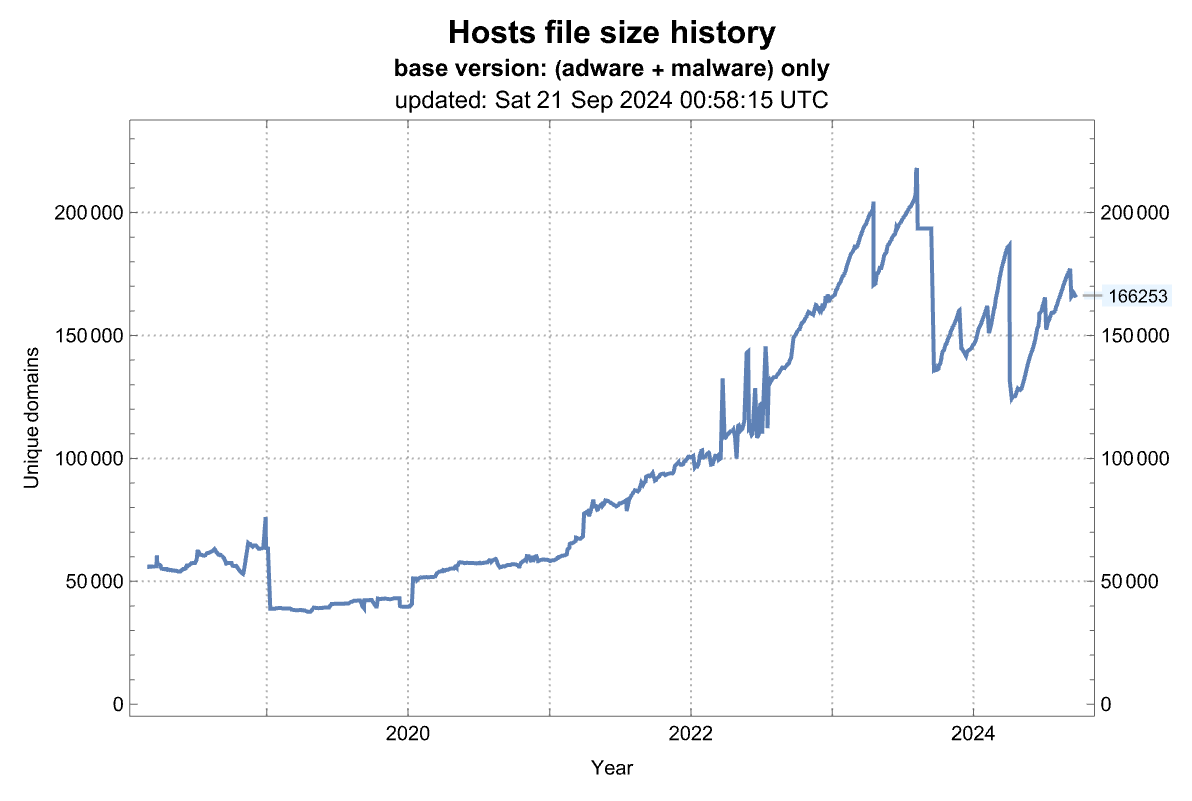 Hosts file size history
base version: (adware + malware) only
updated: Sat 21 Sep 2024 00:58:15 UTC
200 000
200 000
166253
150 000
150 000
Unique domains
100 000
100 000
50 000
50 000
0
0
2020
2022
2024
Year